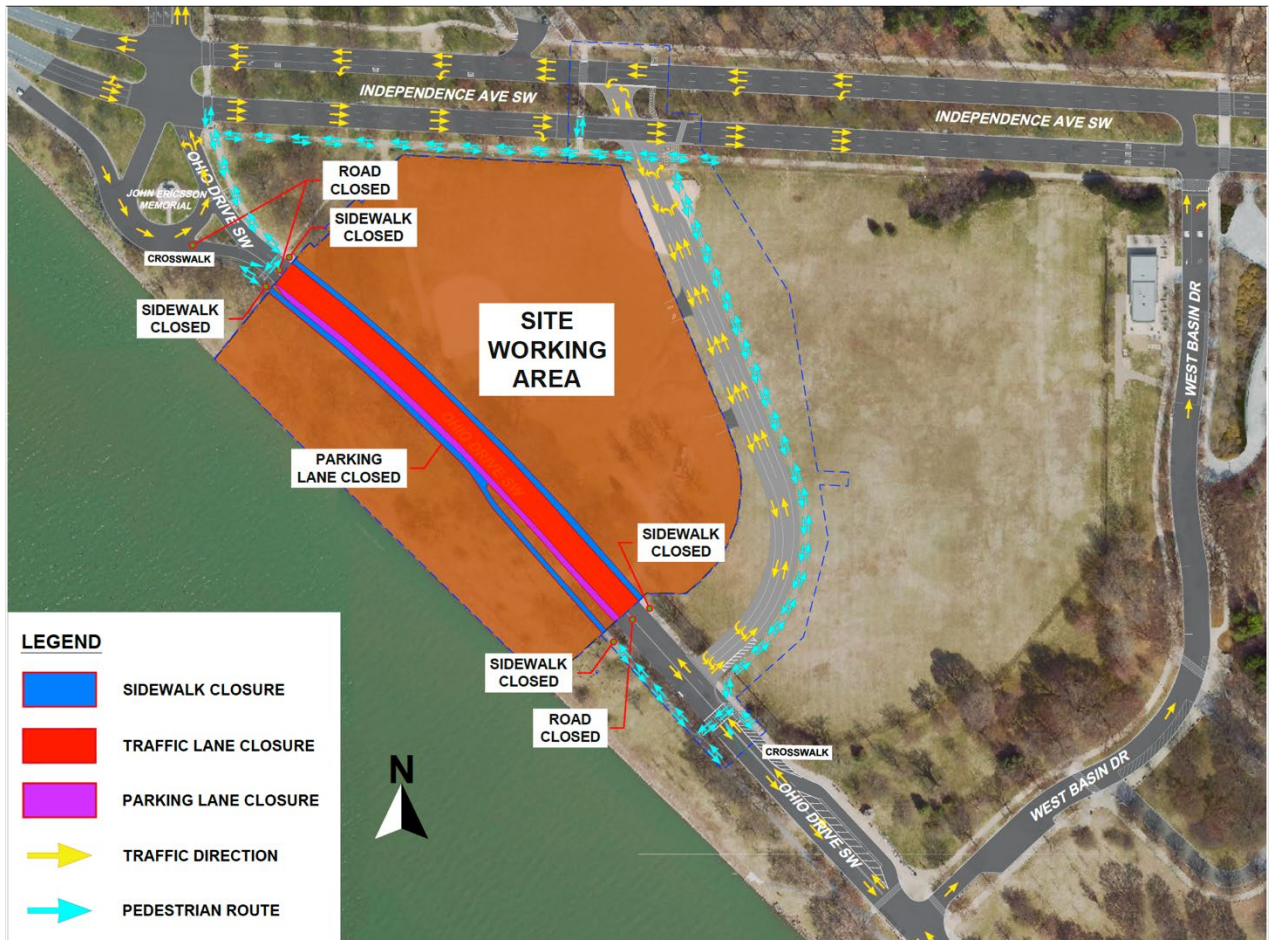 INDEPENDENCE AVE SW
INDEPENDENCE AVE SW
ROAD
CLOSED
OHIO DRIVE SW
JOHN ERICSSON
MEMORIAL
SIDEWALK
CLOSED
CROSSWALK
SIDEWALK
CLOSED
SITE
WORKING
AREA
WEST BASIN DR
OHIO DRIVE SW
PARKING
LANE CLOSED
SIDEWALK
CLOSED
SIDEWALK
CLOSED
ROAD
CLOSED
CROSSWALK
OHIO DRIVE SW
WEST BASIN DR
N
LEGEND
SIDEWALK CLOSURE
TRAFFIC LANE CLOSURE
PARKING LANE CLOSURE
TRAFFIC DIRECTION
PEDESTRIAN ROUTE